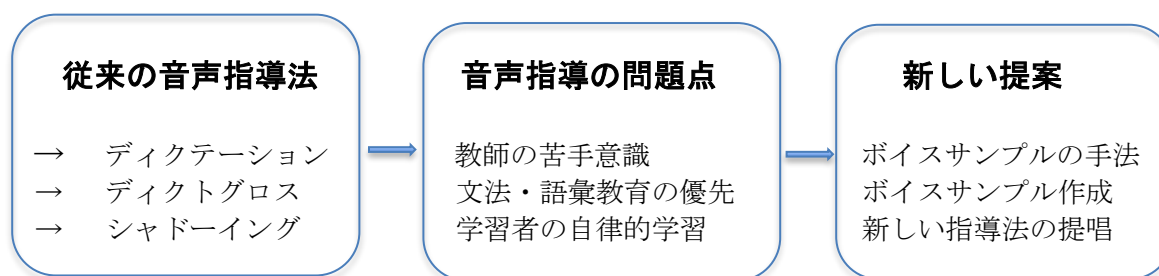 従来の音声指導法
→ ディクテーション
→ ディクトグロス
→ シャドーイング
音声指導の問題点
教師の苦手意識
文法・語彙教育の優先
学習者の自律的学習
新しい提案
ボイスサンプルの手法
ボイスサンプル作成
新しい指導法の提唱